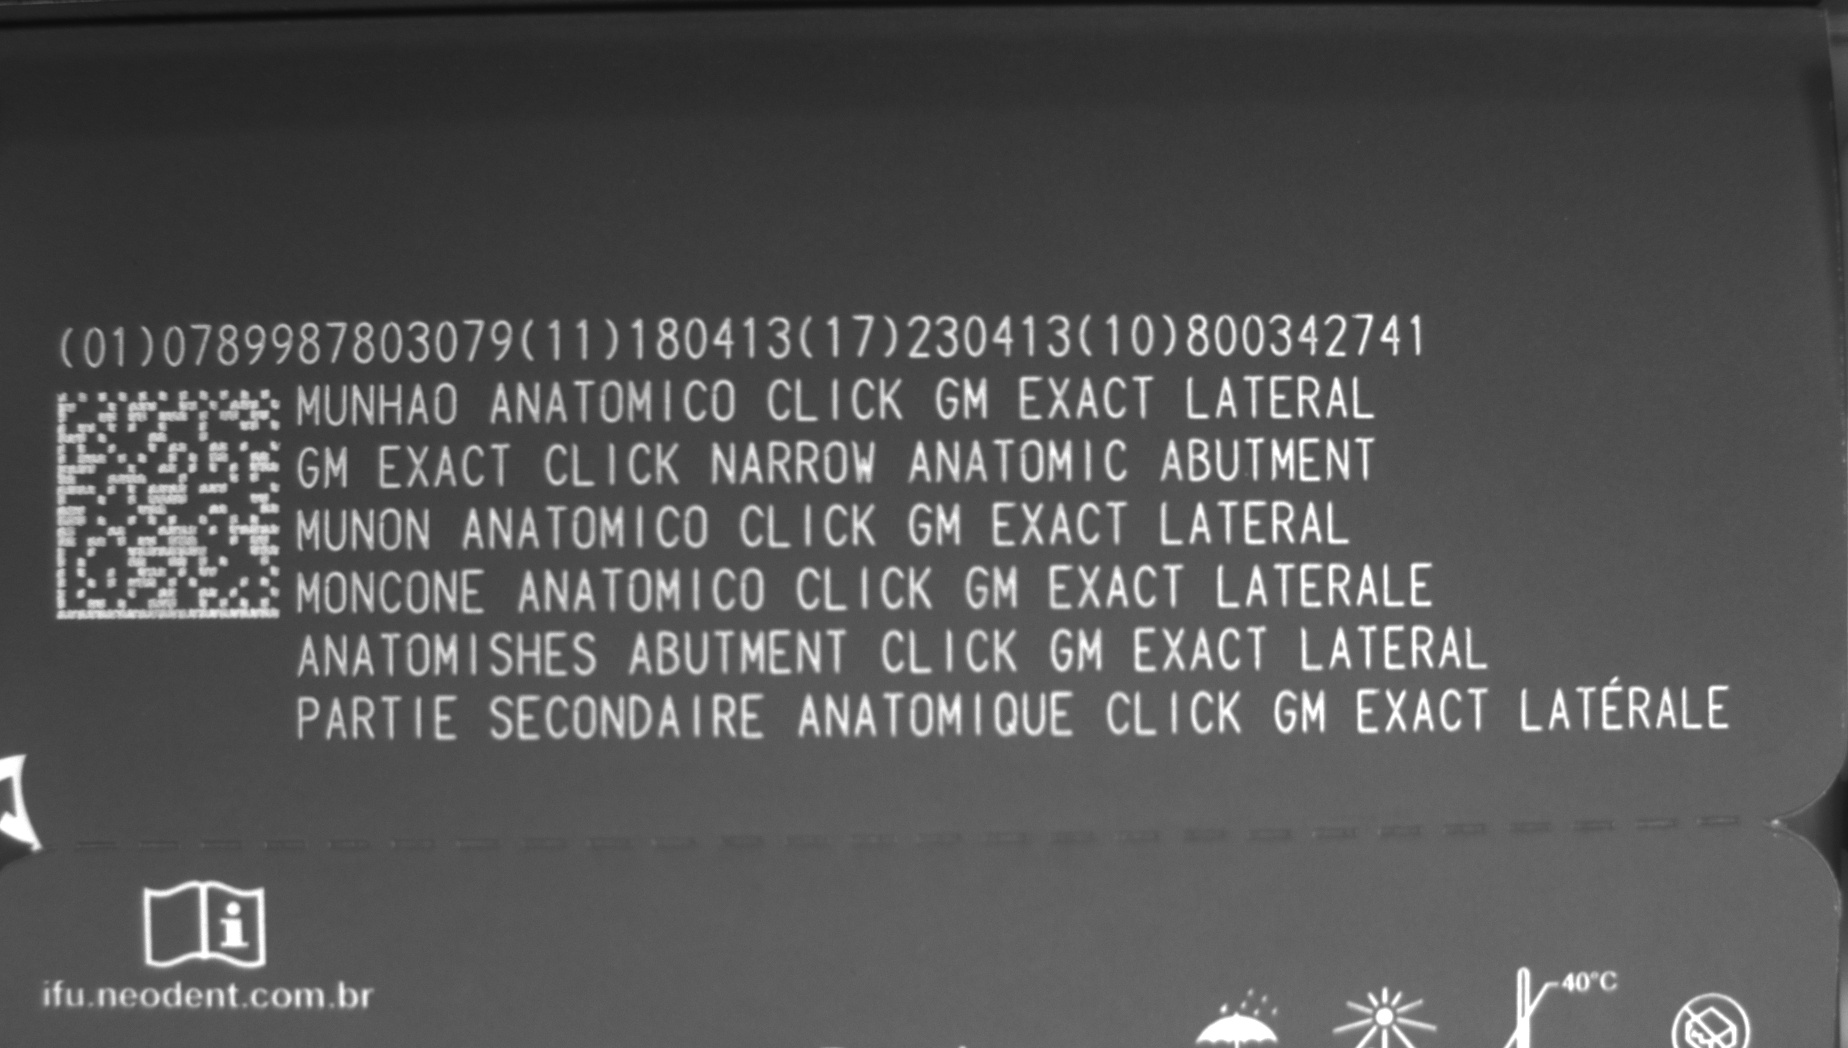 (01)0789987803079(11)180413(17)230413(10)800342741
MUNHAO ANATOMICO CLICK GM EXACT LATERAL
GM EXACT CLICK NARROW ANATOMIC ABUTMENT
MUNON ANATOMICO CLICK GM EXACT LATERAL
MONCONE ANATOMICO CLICK GM EXACT LATERALE
ANATOMISHES ABUTMENT CLICK GM EXACT LATERAL
PARTIE SECONDAIRE ANATOMIQUE CLICK GM EXACT LATÉRALE
i
ifu.neodent.com.br
40°C